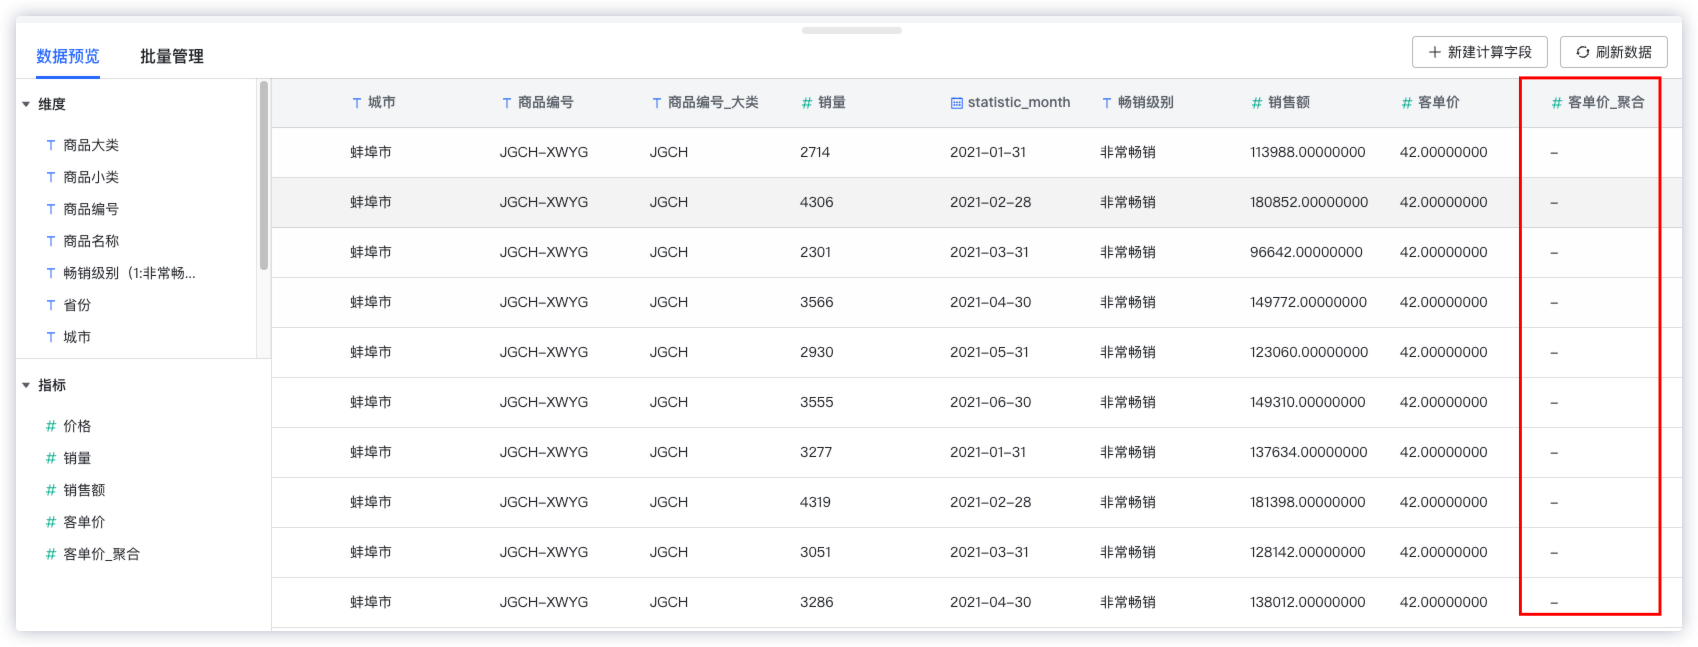 数据预览 批量管理 新建计算字段 刷新数据
维度
T 商品大类
T 商品小类
T 商品编号
T 商品名称
T 畅销级别（1:非常畅...
T 省份
T 城市
指标
# 价格
# 销量
# 销售额
# 客单价
# 客单价_聚合
T 城市 T 商品编号 T 商品编号_大类 # 销量 statistic_month T 畅销级别 # 销售额 # 客单价 # 客单价_聚合
蚌埠市 JGCH-XWYG JGCH 2714 2021-01-31 非常畅销 113988.00000000 42.00000000 -
蚌埠市 JGCH-XWYG JGCH 4306 2021-02-28 非常畅销 180852.00000000 42.00000000 -
蚌埠市 JGCH-XWYG JGCH 2301 2021-03-31 非常畅销 96642.00000000 42.00000000 -
蚌埠市 JGCH-XWYG JGCH 3566 2021-04-30 非常畅销 149772.00000000 42.00000000 -
蚌埠市 JGCH-XWYG JGCH 2930 2021-05-31 非常畅销 123060.00000000 42.00000000 -
蚌埠市 JGCH-XWYG JGCH 3555 2021-06-30 非常畅销 149310.00000000 42.00000000 -
蚌埠市 JGCH-XWYG JGCH 3277 2021-01-31 非常畅销 137634.00000000 42.00000000 -
蚌埠市 JGCH-XWYG JGCH 4319 2021-02-28 非常畅销 181398.00000000 42.00000000 -
蚌埠市 JGCH-XWYG JGCH 3051 2021-03-31 非常畅销 128142.00000000 42.00000000 -
蚌埠市 JGCH-XWYG JGCH 3286 2021-04-30 非常畅销 138012.00000000 42.00000000 -